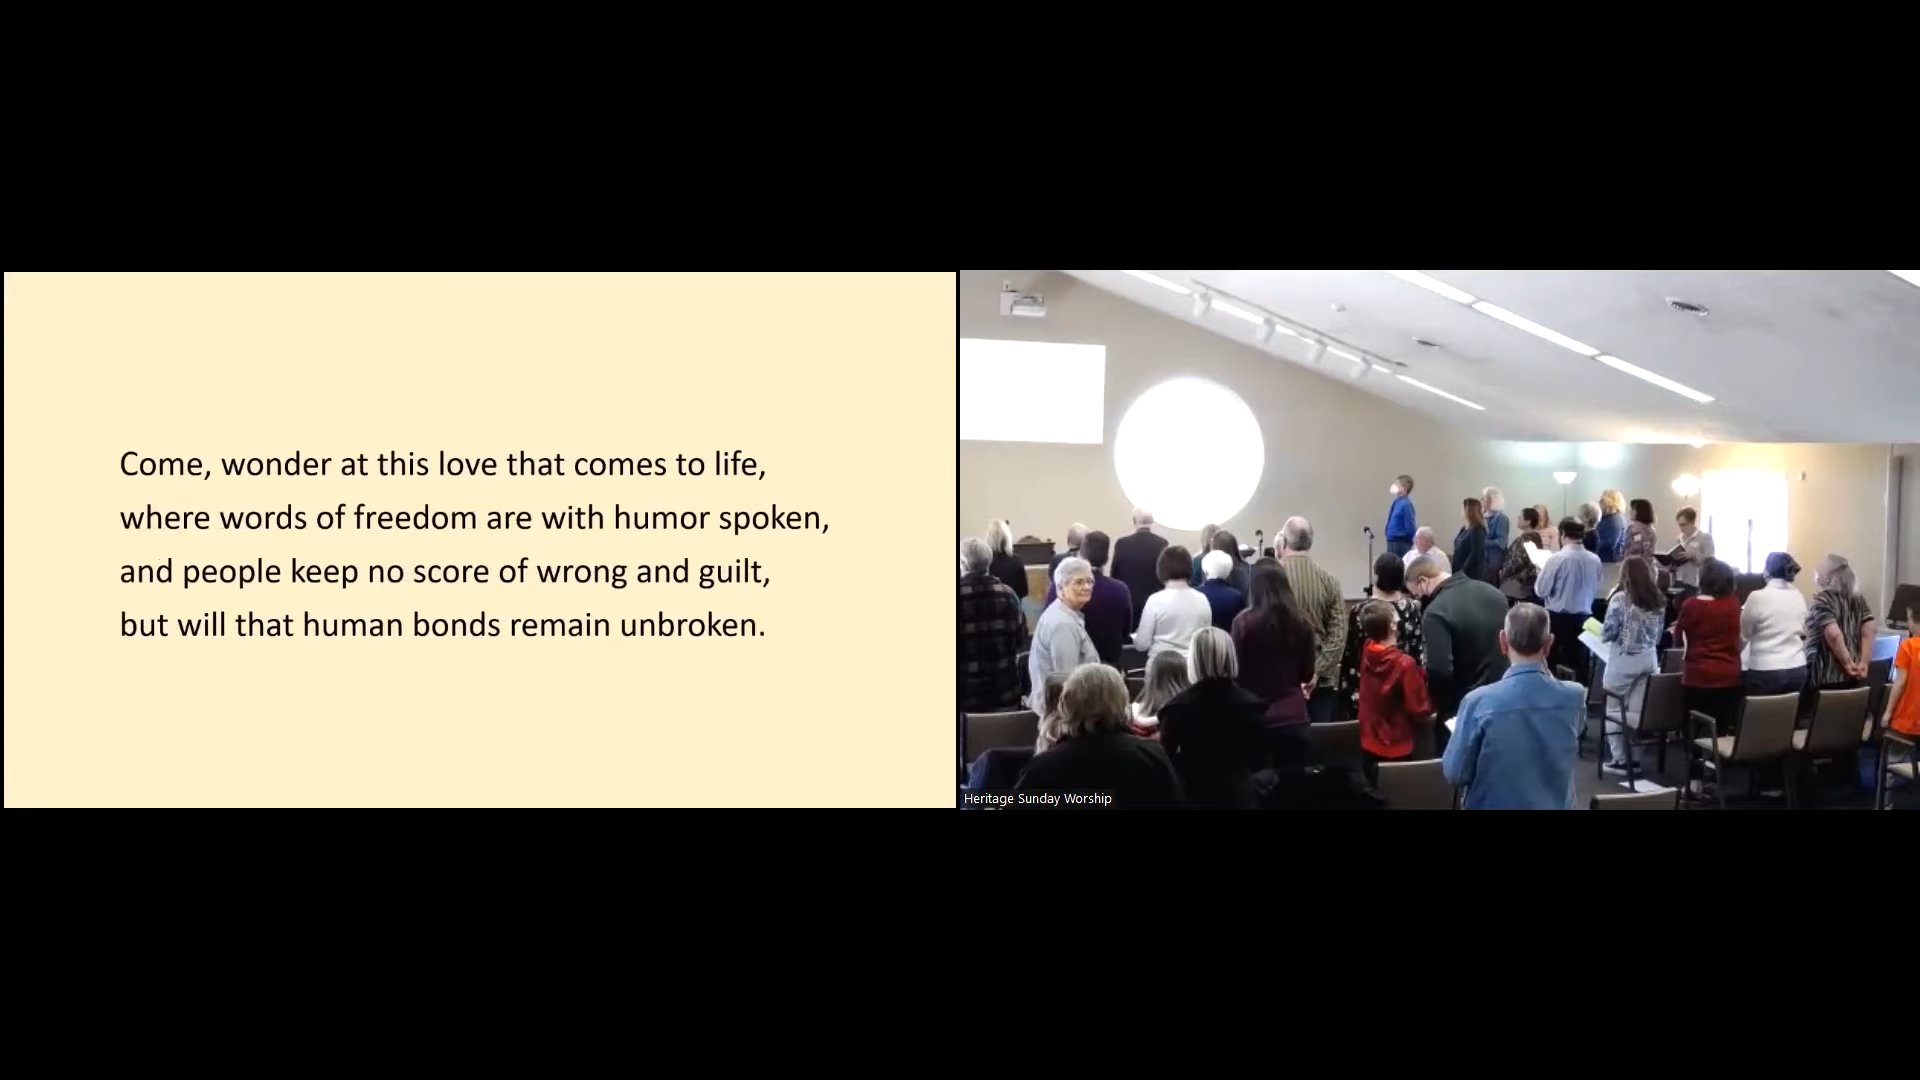 Come, wonder at this love that comes to life,
where words of freedom are with humor spoken,
and people keep no score of wrong and guilt,
but will that human bonds remain unbroken.
Heritage Sunday Worship